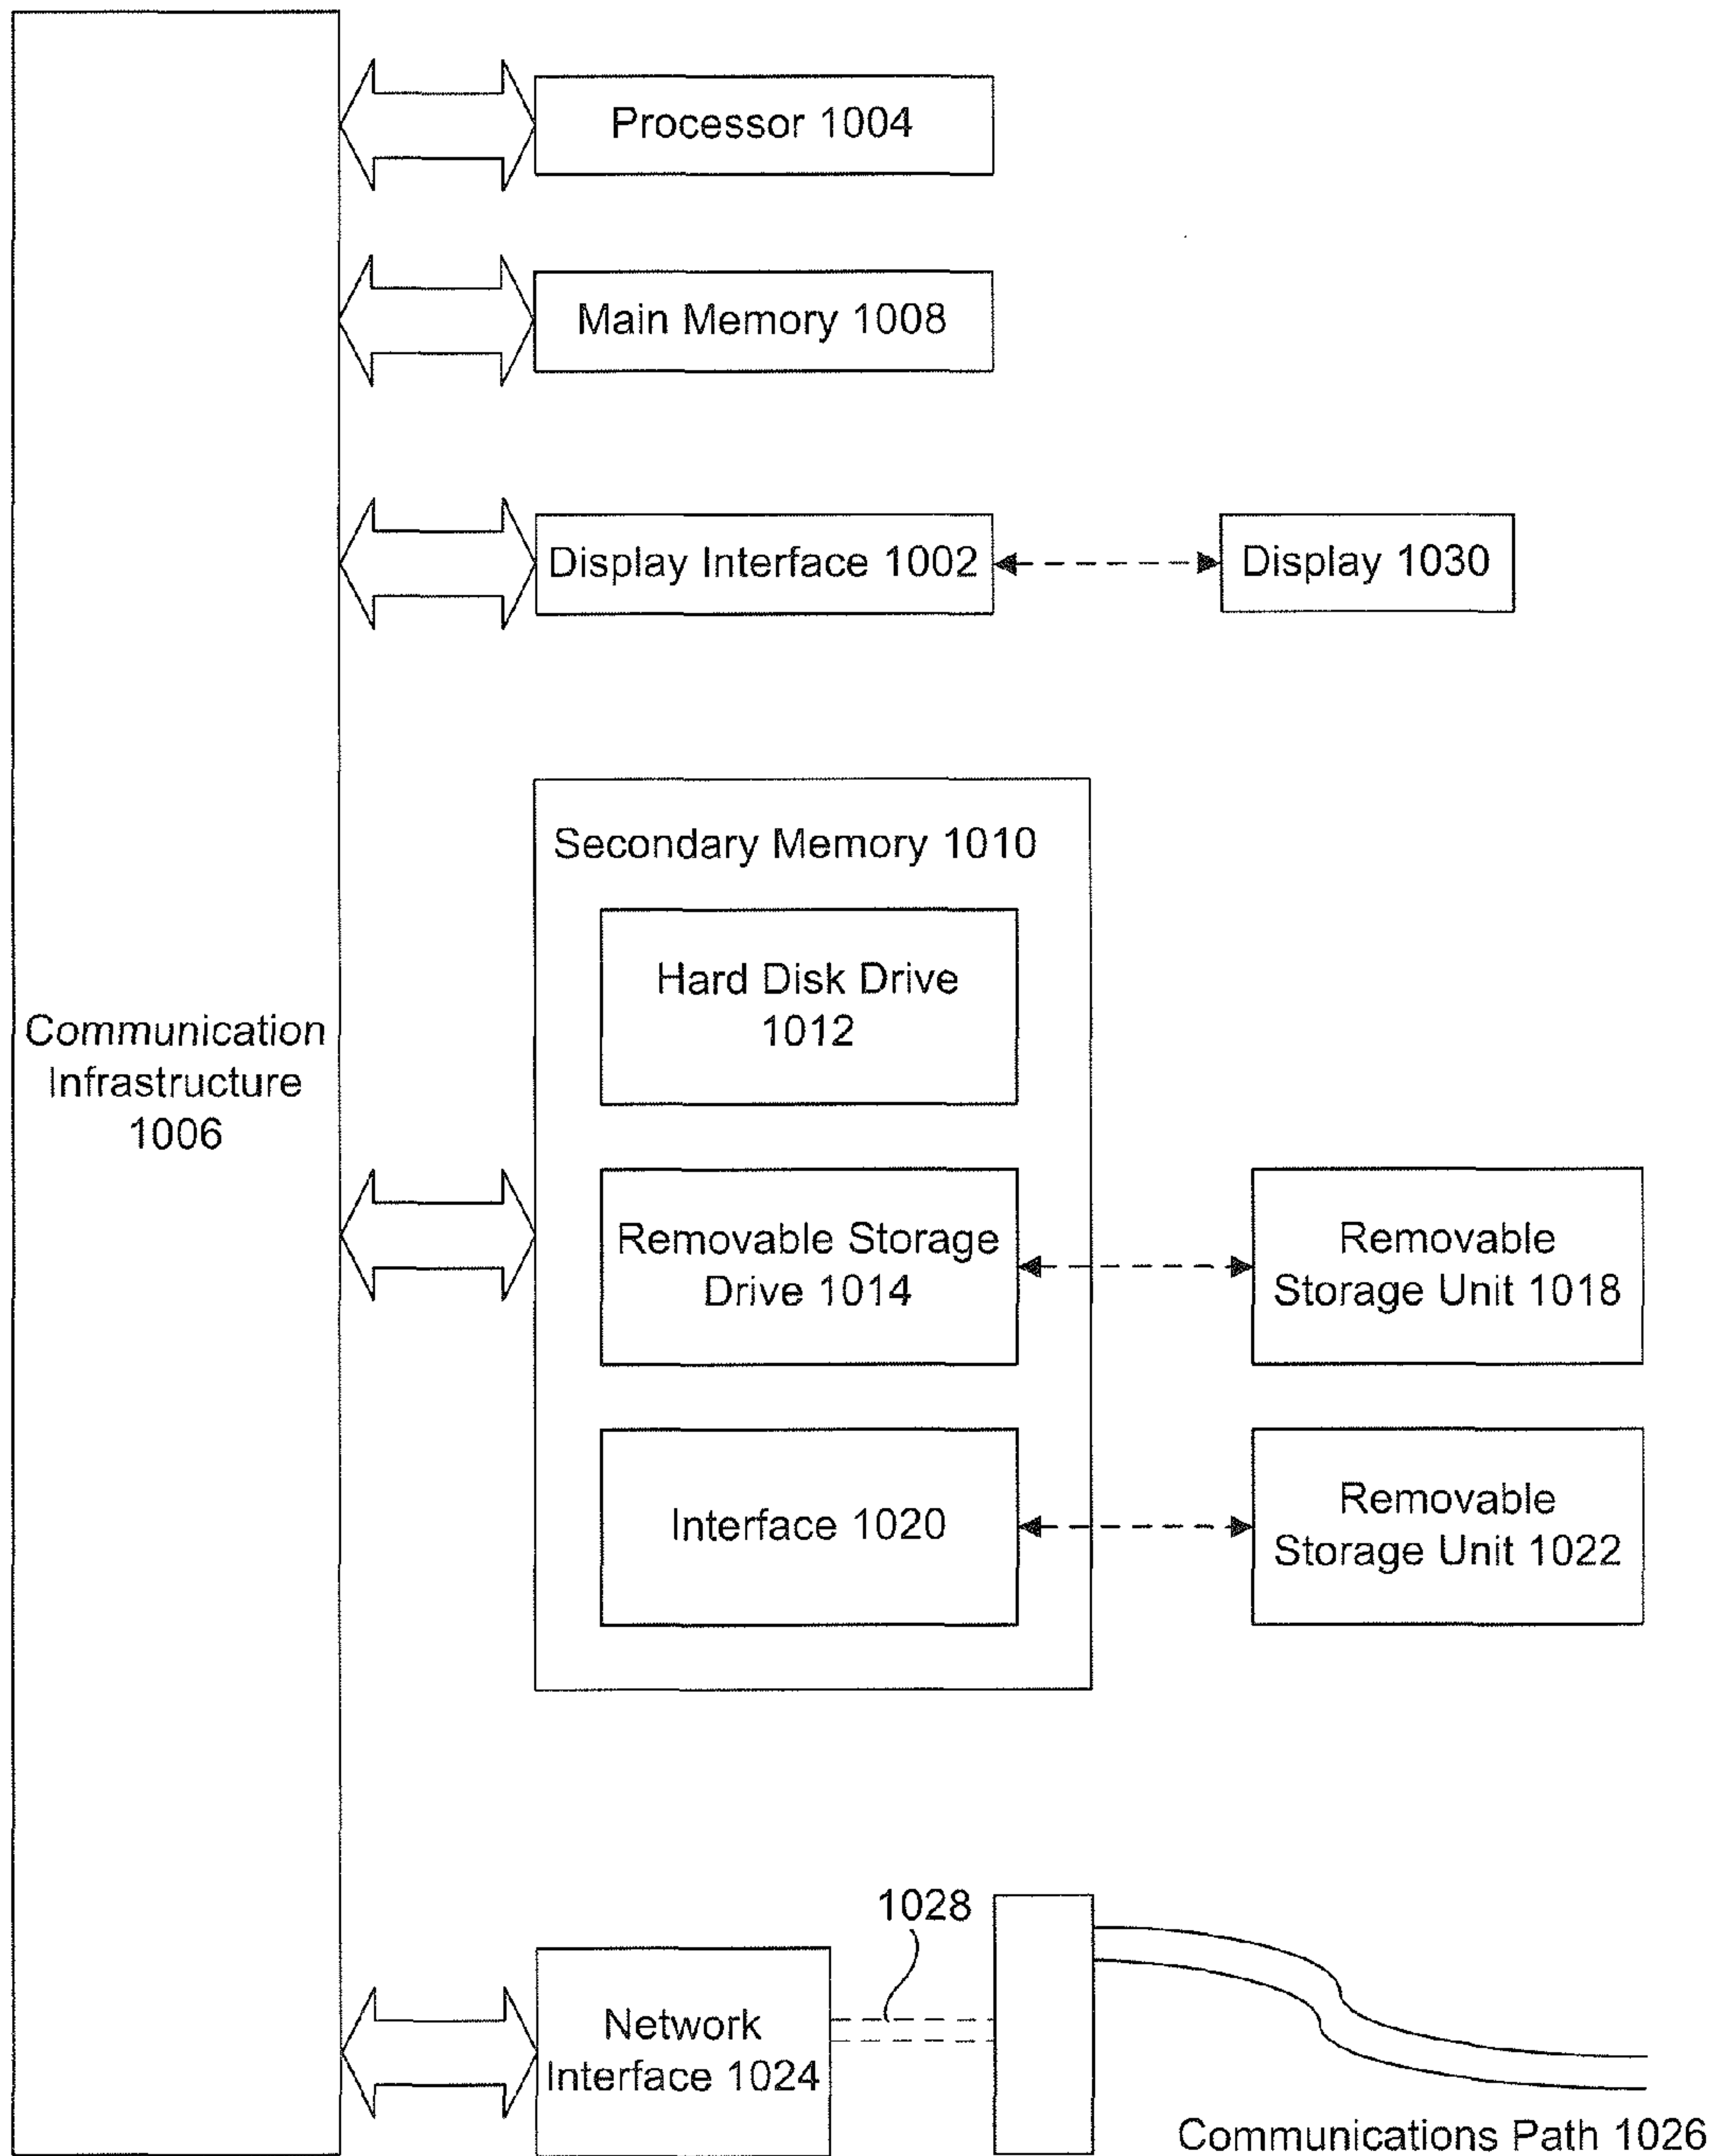 Processor 1004
Main Memory 1008
Display Interface 1002
Display 1030
Secondary Memory 1010
Hard Disk Drive
1012
Communication
Infrastructure
1006
Removable Storage
Drive 1014
Removable
Storage Unit 1018
Interface 1020
Removable
Storage Unit 1022
1028
Network
Interface 1024
Communications Path 1026